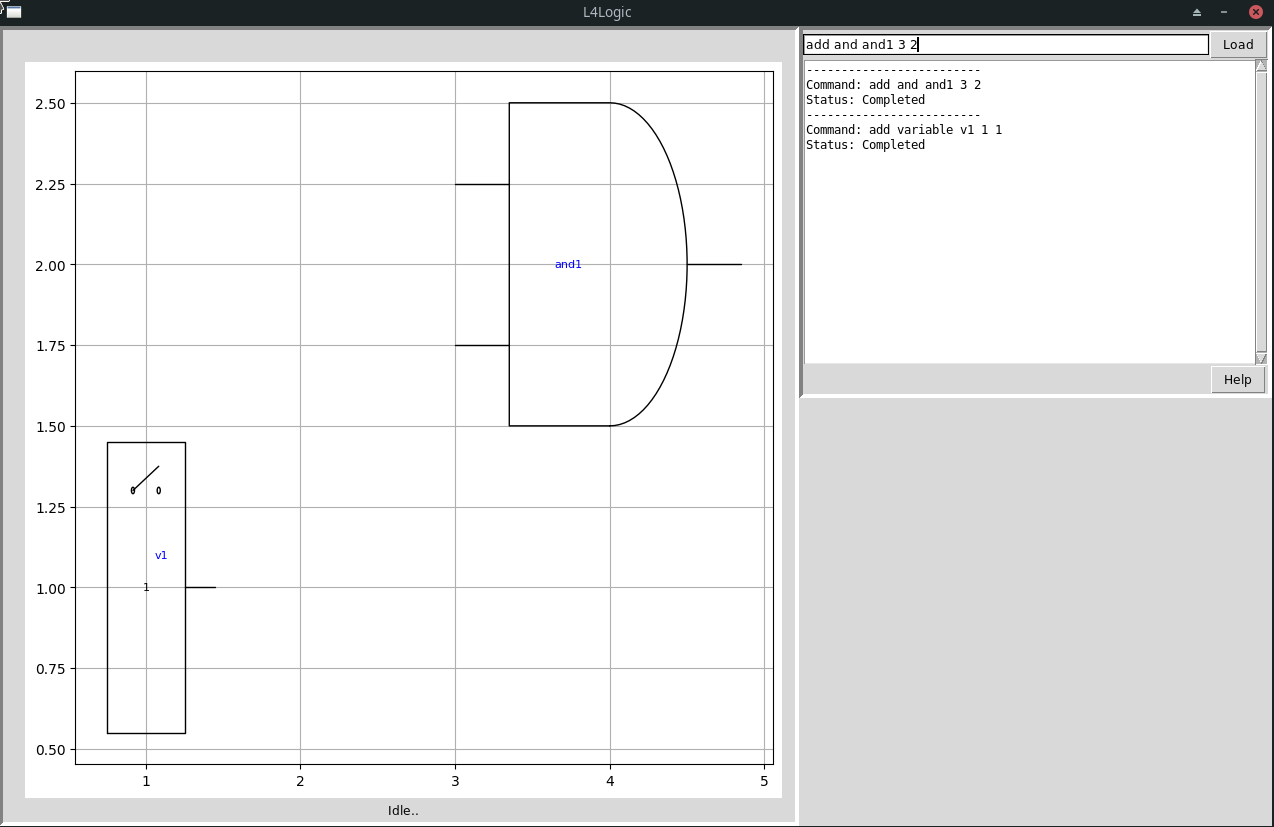 L4Logic
add and and1 3 2
Load
------------------------
Command: add and and1 3 2
Status: Completed
------------------------
Command: add variable v1 1 1
Status: Completed
Help
2.50
2.25
2.00
1.75
1.50
1.25
1.00
0.75
0.50
and1
v1
1
1 2 3 4 5
Idle..